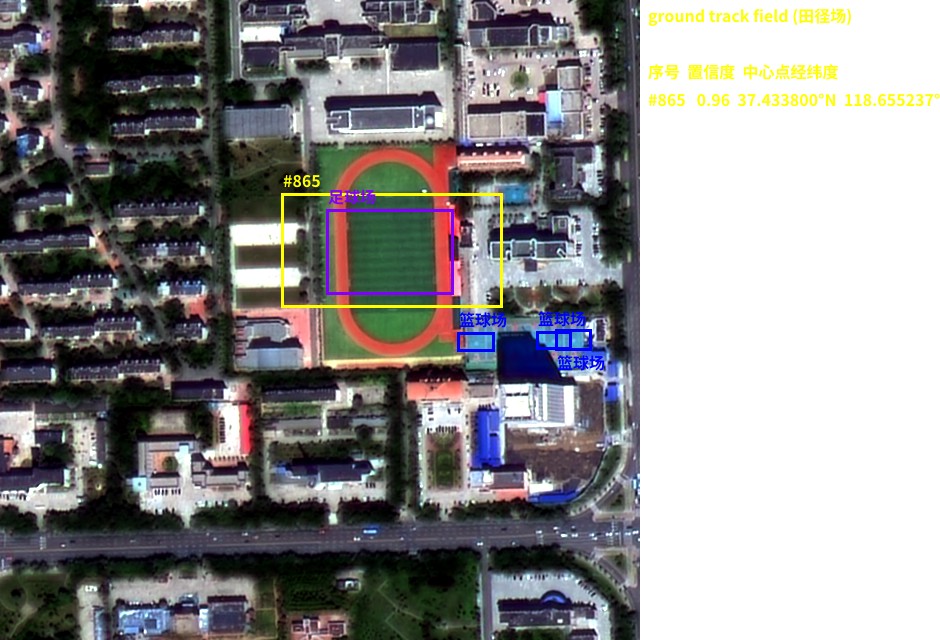 ground track field (田径场)
序号 置信度 中心点经纬度
#865 0.96 37.433800°N 118.655237°
#865
足球场
篮球场
篮球场
篮球场